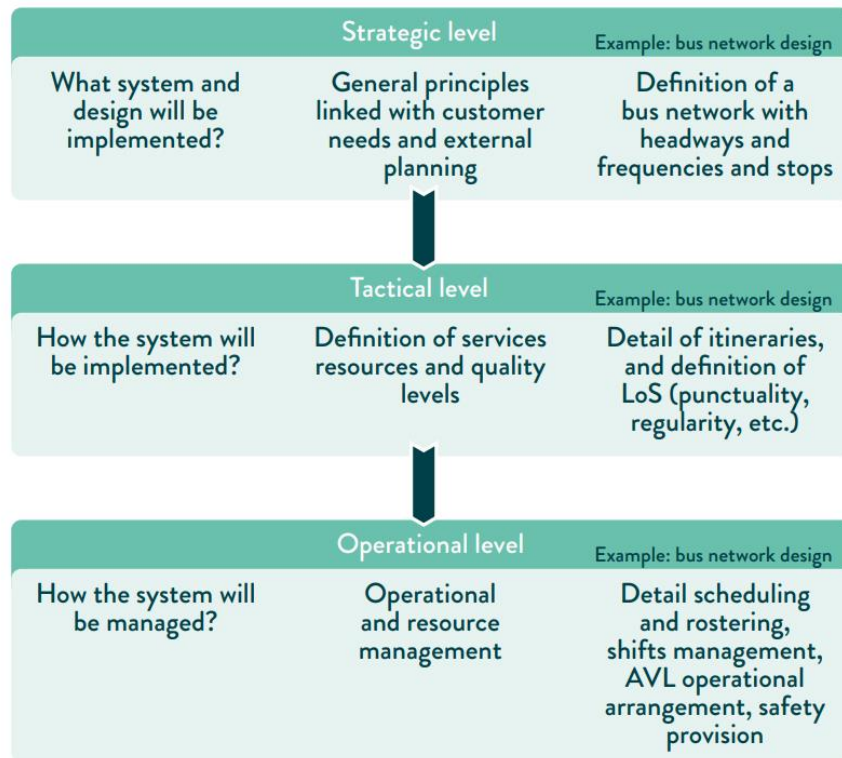 Strategic level
Example: bus network design
What system and
design will be
implemented?
General principles
linked with customer
needs and external
planning
Definition of a
bus network with
headways and
frequencies and stops
Tactical level
Example: bus network design
How the system will
be implemented?
Definition of services
resources and quality
levels
Detail of itineraries,
and definition of
LoS (punctuality,
regularity, etc.)
Operational level
Example: bus network design
How the system will
be managed?
Operational
and resource
management
Detail scheduling
and rostering,
shifts management,
AVL operational
arrangement, safety
provision